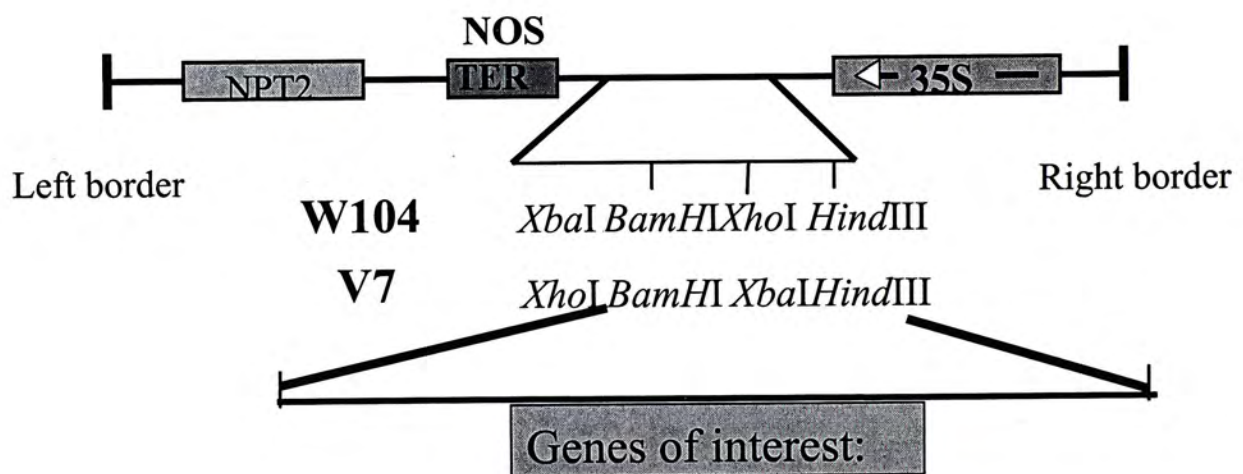 NOS
NPT2 TER 35S
Left border Right border
W104 XbaI BamHI XhoI HindIII
V7 XhoI BamHI XbaI HindIII
Genes of interest: